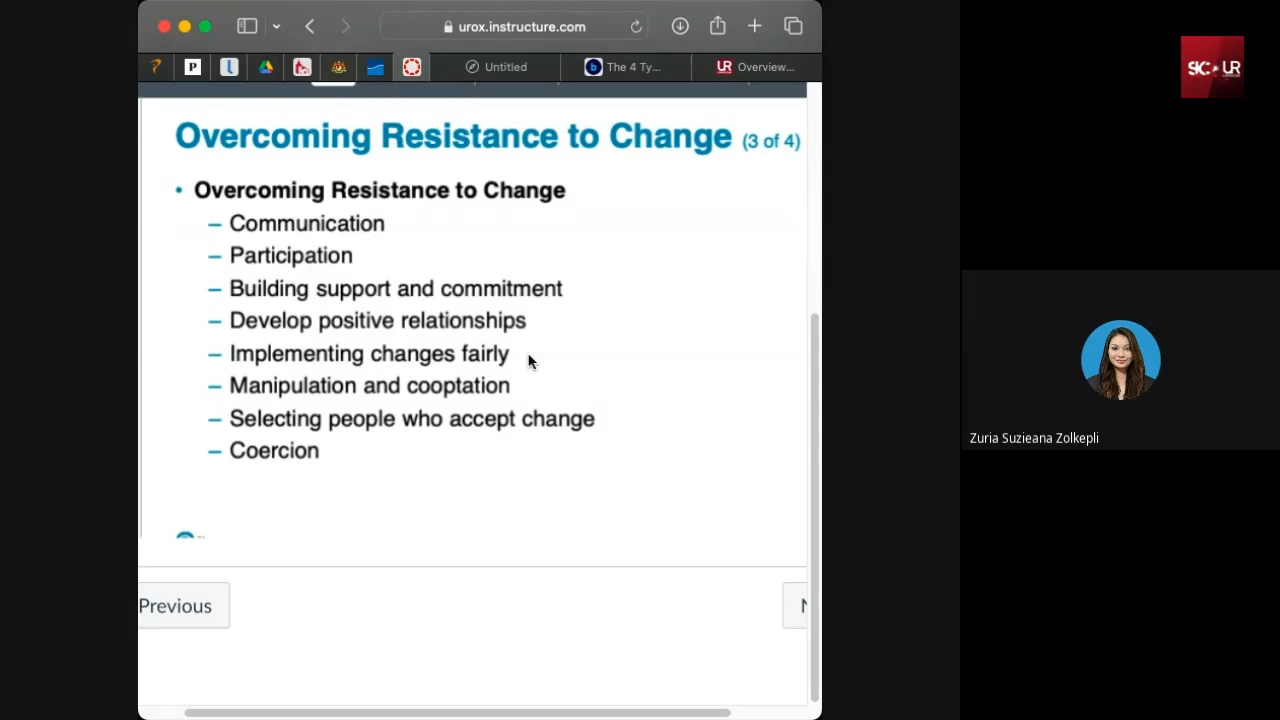 urox.instructure.com
Untitled
The 4 Ty...
UR Overview...
Overcoming Resistance to Change (3 of 4)
• Overcoming Resistance to Change
– Communication
– Participation
– Building support and commitment
– Develop positive relationships
– Implementing changes fairly
– Manipulation and cooptation
– Selecting people who accept change
– Coercion
Previous
Zuria Suzieana Zolkepli